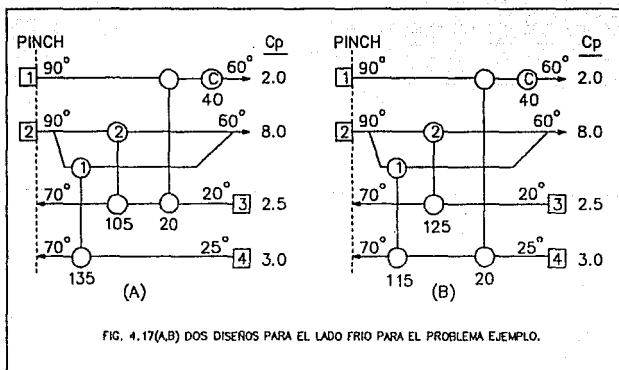 PINCH Cp
1 90° 60° 2.0
C
40
2 90° 2 60° 8.0
1
70° 20° 3 2.5
105 20
70° 25° 4 3.0
135
(A)
PINCH Cp
1 90° 60° 2.0
C
40
2 90° 2 60° 8.0
1
70° 20° 3 2.5
125
70° 25° 4 3.0
115 20
(B)
FIG. 4.17(A,B) DOS DISEÑOS PARA EL LADO FRIO PARA EL PROBLEMA EJEMPLO.